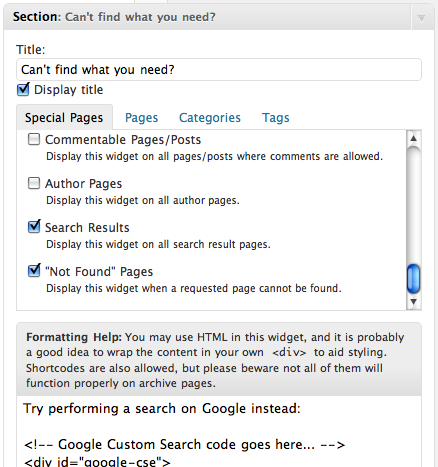 Section: Can't find what you need?
Title:
Can't find what you need?
Display title
Special Pages Pages Categories Tags
Commentable Pages/Posts
Display this widget on all pages/posts where comments are allowed.
Author Pages
Display this widget on all author pages.
Search Results
Display this widget on all search result pages.
"Not Found" Pages
Display this widget when a requested page cannot be found.
Formatting Help: You may use HTML in this widget, and it is probably
a good idea to wrap the content in your own <div> to aid styling.
Shortcodes are also allowed, but please beware not all of them will
function properly on archive pages.
Try performing a search on Google instead:
<!-- Google Custom Search code goes here... -->
<div id="google-cse">